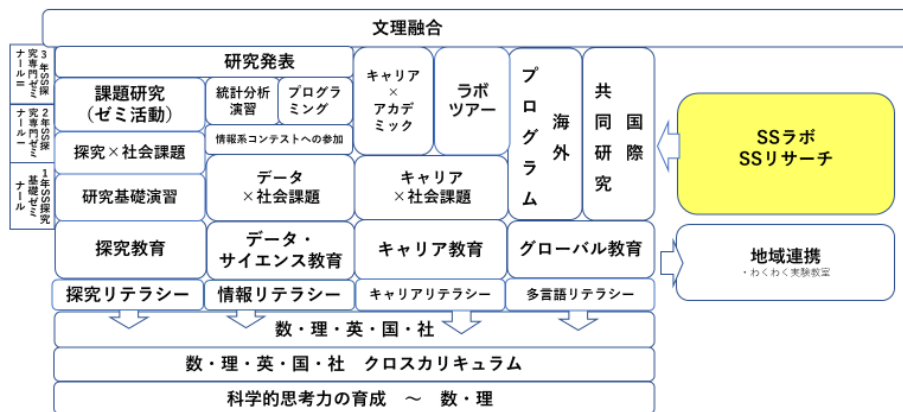 文理融合
3年SS探
究専門ゼミ
ナールⅡ
2年SS探
究専門ゼミ
ナールⅠ
1年SS探究
基礎ゼミ
ナール
研究発表
課題研究
（ゼミ活動）
統計分析
演習
プログラ
ミング
情報系コンテストへの参加
探究×社会課題
研究基礎演習
データ
×社会課題
キャリア
×
アカデ
ミック
ラボ
ツアー
キャリア
×社会課題
海外
プログラム
国際
共同研究
SSラボ
SSリサーチ
探究教育
データ・
サイエンス教育
キャリア教育
グローバル教育
地域連携
・わくわく実験教室
探究リテラシー
情報リテラシー
キャリアリテラシー
多言語リテラシー
数・理・英・国・社
数・理・英・国・社　クロスカリキュラム
科学的思考力の育成　～　数・理